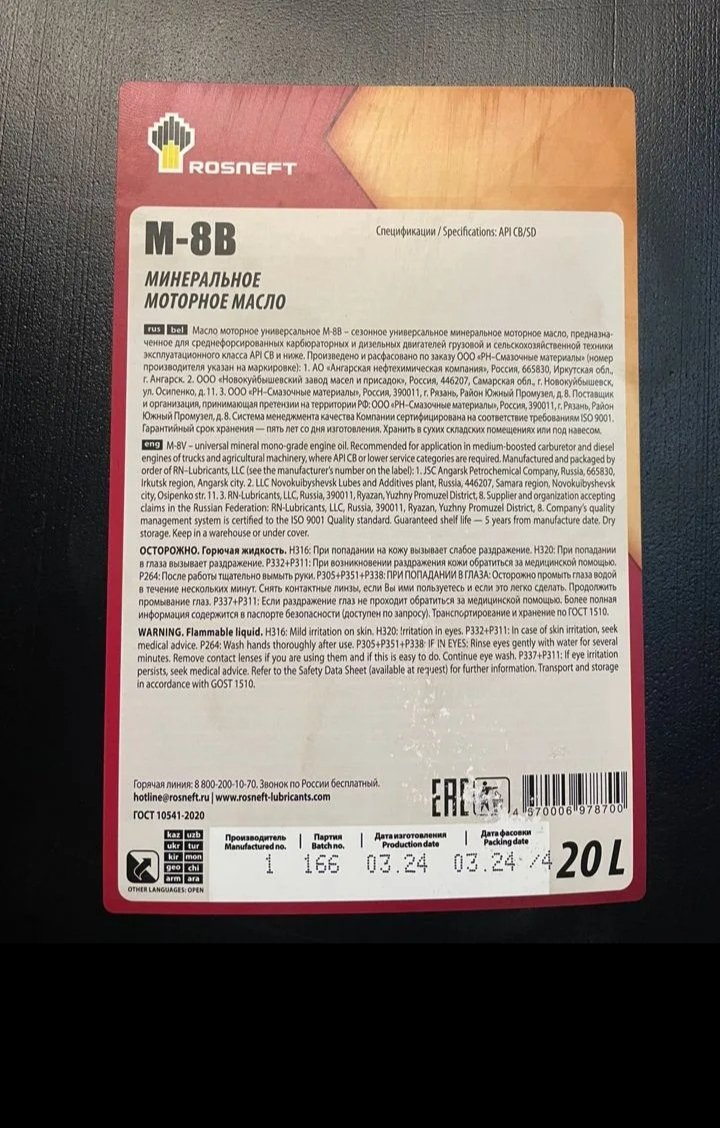 ROSNEFT
М-8В
Спецификации / Specifications: API CB/SD
МИНЕРАЛЬНОЕ
МОТОРНОЕ МАСЛО
rus bel Масло моторное универсальное М-8В – сезонное универсальное минеральное моторное масло, предназна-
ченное для среднефорсированных карбюраторных и дизельных двигателей грузовой и сельскохозяйственной техники
эксплуатационного класса API CB и ниже. Произведено и расфасовано по заказу ООО «РН-Смазочные материалы» (номер
производителя указан на маркировке): 1. АО «Ангарская нефтехимическая компания», Россия, 665830, Иркутская обл.,
г. Ангарск. 2. ООО «Новокуйбышевский завод масел и присадок», Россия, 446207, Самарская обл., г. Новокуйбышевск,
ул. Осипенко, д. 11. 3. ООО «РН-Смазочные материалы», Россия, 390011, г. Рязань, Район Южный Промузел, д. 8. Поставщик
и организация, принимающая претензии на территории РФ: ООО «РН-Смазочные материалы», Россия, 390011, г. Рязань, Район
Южный Промузел, д. 8. Система менеджмента качества Компании сертифицирована на соответствие требованиям ISO 9001.
Гарантийный срок хранения — пять лет со дня изготовления. Хранить в сухих складских помещениях или под навесом.
eng M-8V – universal mineral mono-grade engine oil. Recommended for application in medium-boosted carburetor and diesel
engines of trucks and agricultural machinery, where API CB or lower service categories are required. Manufactured and packaged by
order of RN-Lubricants, LLC (see the manufacturer's number on the label): 1. JSC Angarsk Petrochemical Company, Russia, 665830,
Irkutsk region, Angarsk city. 2. LLC Novokuibyshevsk Lubes and Additives plant, Russia, 446207, Samara region, Novokuibyshevsk
city, Osipenko str. 11. 3. RN-Lubricants, LLC, Russia, 390011, Ryazan, Yuzhny Promuzel District, 8. Supplier and organization accepting
claims in the Russian Federation: RN-Lubricants, LLC, Russia, 390011, Ryazan, Yuzhny Promuzel District, 8. Company's quality
management system is certified to the ISO 9001 Quality standard. Guaranteed shelf life — 5 years from manufacture date. Dry
storage. Keep in a warehouse or under cover.
ОСТОРОЖНО. Горючая жидкость. H316: При попадании на кожу вызывает слабое раздражение. H320: При попадании
в глаза вызывает раздражение. P332+P311: При возникновении раздражения кожи обратиться за медицинской помощью.
P264: После работы тщательно вымыть руки. P305+P351+P338: ПРИ ПОПАДАНИИ В ГЛАЗА: Осторожно промыть глаза водой
в течение нескольких минут. Снять контактные линзы, если Вы ими пользуетесь и если это легко сделать. Продолжить
промывание глаз. P337+P311: Если раздражение глаз не проходит обратиться за медицинской помощью. Более полная
информация содержится в паспорте безопасности (доступен по запросу). Транспортирование и хранение по ГОСТ 1510.
WARNING. Flammable liquid. H316: Mild irritation on skin. H320: Irritation in eyes. P332+P311: In case of skin irritation, seek
medical advice. P264: Wash hands thoroughly after use. P305+P351+P338: IF IN EYES: Rinse eyes gently with water for several
minutes. Remove contact lenses if you are using them and if this is easy to do. Continue eye wash. P337+P311: If eye irritation
persists, seek medical advice. Refer to the Safety Data Sheet (available at request) for further information. Transport and storage
in accordance with GOST 1510.
Горячая линия: 8 800-200-10-70. Звонок по России бесплатный.
hotline@rosneft.ru | www.rosneft-lubricants.com
ГОСТ 10541-2020
EAC
4 670006 978700
kaz uzb
ukr tur
kir mon
geo chi
arm ara
OTHER LANGUAGES: OPEN
Производитель | Партия | Дата изготовления | Дата фасовки
Manufactured no. Batch no. Production date Packing date
1 166 03.24 03.24 /4
20 L